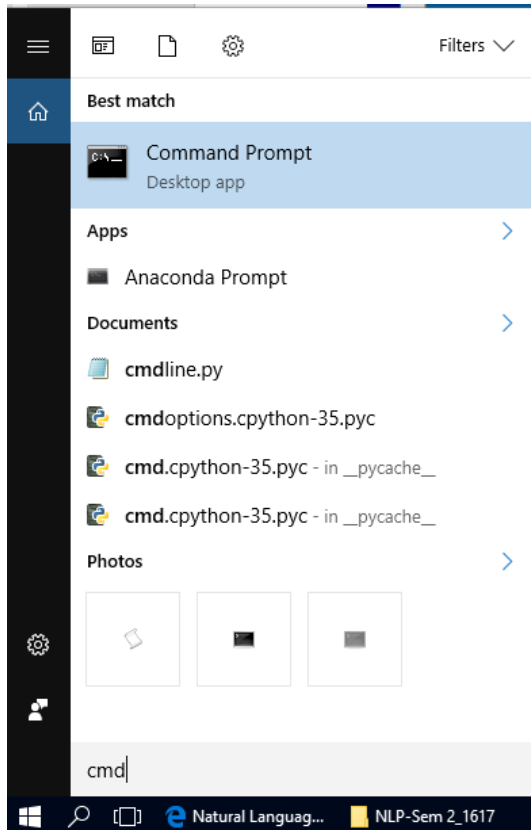 Filters
Best match
C:\_
Command Prompt
Desktop app
Apps
Anaconda Prompt
Documents
cmdline.py
cmdoptions.cpython-35.pyc
cmd.cpython-35.pyc - in __pycache__
cmd.cpython-35.pyc - in __pycache__
Photos
cmd
Natural Languag... NLP-Sem 2_1617